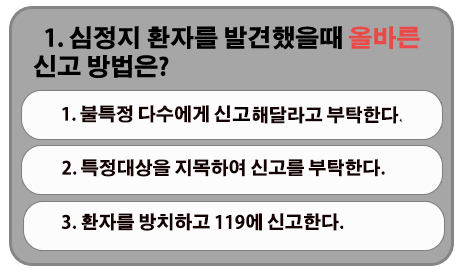 1. 심정지 환자를 발견했을때 올바른
신고 방법은?
1. 불특정 다수에게 신고해달라고 부탁한다.
2. 특정대상을 지목하여 신고를 부탁한다.
3. 환자를 방치하고 119에 신고한다.